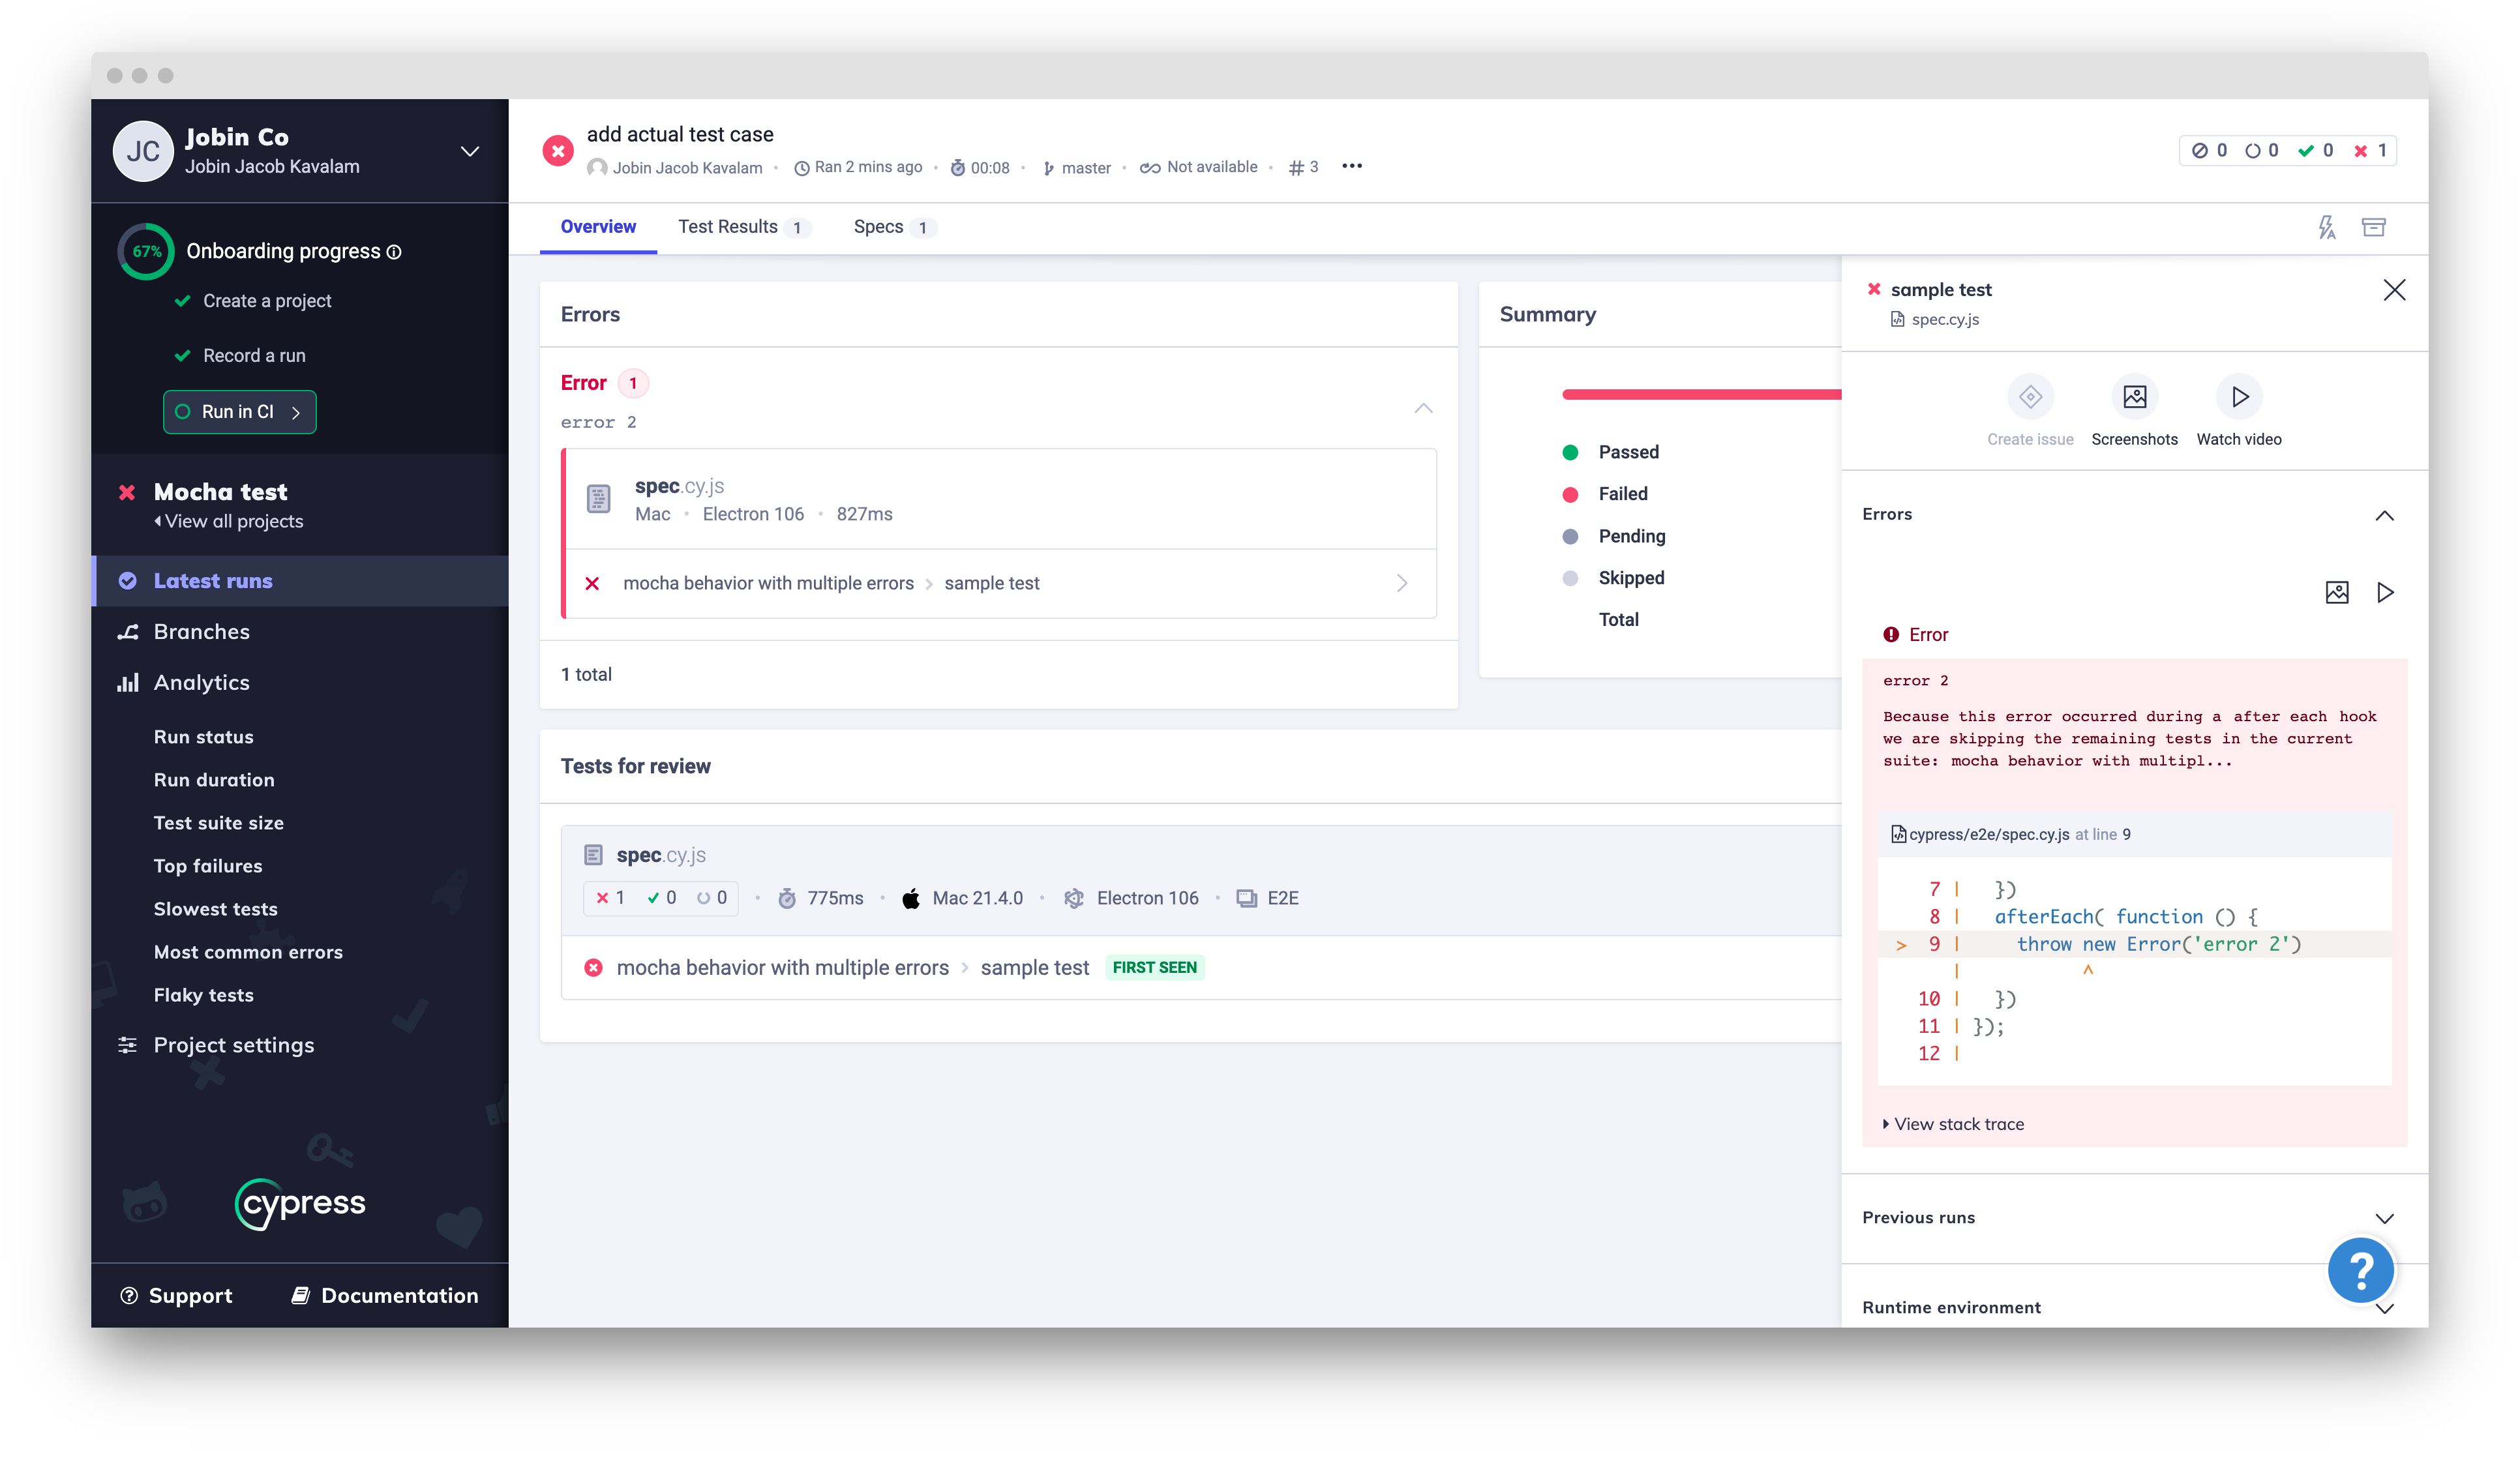 JC
Jobin Co
Jobin Jacob Kavalam
67%
Onboarding progress
Create a project
Record a run
Run in CI
Mocha test
View all projects
Latest runs
Branches
Analytics
Run status
Run duration
Test suite size
Top failures
Slowest tests
Most common errors
Flaky tests
Project settings
cypress
Support
Documentation
add actual test case
Jobin Jacob Kavalam • Ran 2 mins ago • 00:08 • master • Not available • # 3 •••
0 0 0 1
Overview
Test Results 1
Specs 1
Errors
Error 1
error 2
spec.cy.js
Mac • Electron 106 • 827ms
mocha behavior with multiple errors > sample test
1 total
Summary
Passed
Failed
Pending
Skipped
Total
Tests for review
spec.cy.js
1 0 0 • 775ms • Mac 21.4.0 • Electron 106 • E2E
mocha behavior with multiple errors > sample test FIRST SEEN
sample test
spec.cy.js
Create issue
Screenshots
Watch video
Errors
Error
error 2
Because this error occurred during a after each hook
we are skipping the remaining tests in the current
suite: mocha behavior with multipl...
cypress/e2e/spec.cy.js at line 9
7 | })
8 | afterEach( function () {
> 9 | throw new Error('error 2')
| ^
10 | })
11 | });
12 |
View stack trace
Previous runs
?
Runtime environment